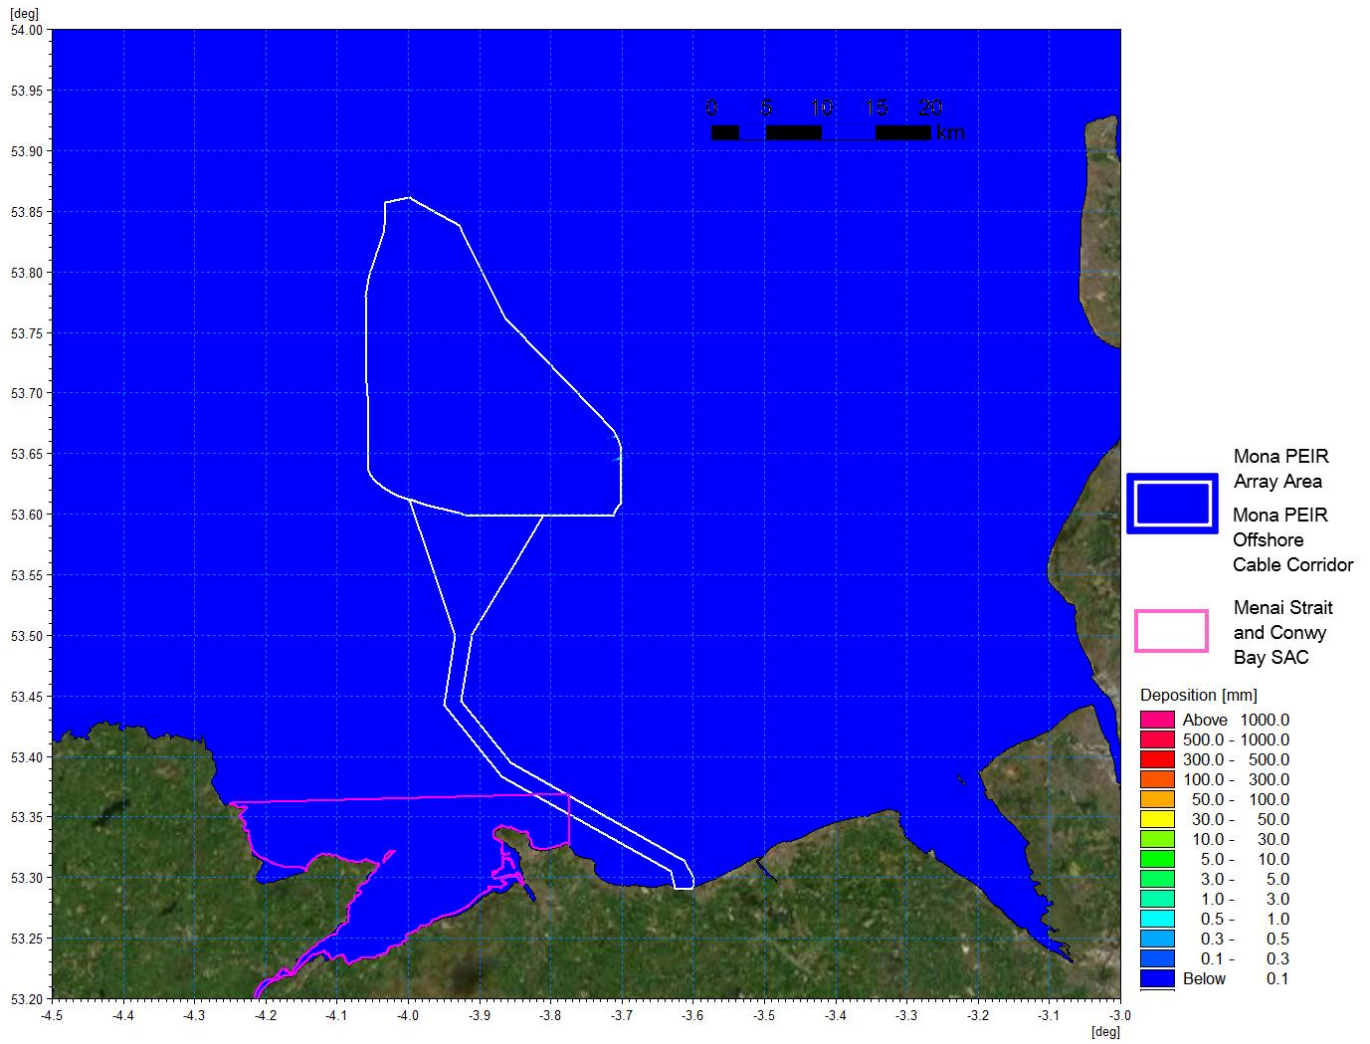 [deg]
54.00
53.95
53.90
53.85
53.80
53.75
53.70
53.65
53.60
53.55
53.50
53.45
53.40
53.35
53.30
53.25
53.20
0 5 10 15 20
km
-4.5 -4.4 -4.3 -4.2 -4.1 -4.0 -3.9 -3.8 -3.7 -3.6 -3.5 -3.4 -3.3 -3.2 -3.1 -3.0
[deg]
Mona PEIR
Array Area
Mona PEIR
Offshore
Cable Corridor
Menai Strait
and Conwy
Bay SAC
Deposition [mm]
Above 1000.0
500.0 - 1000.0
300.0 - 500.0
100.0 - 300.0
50.0 - 100.0
30.0 - 50.0
10.0 - 30.0
5.0 - 10.0
3.0 - 5.0
1.0 - 3.0
0.5 - 1.0
0.3 - 0.5
0.1 - 0.3
Below 0.1